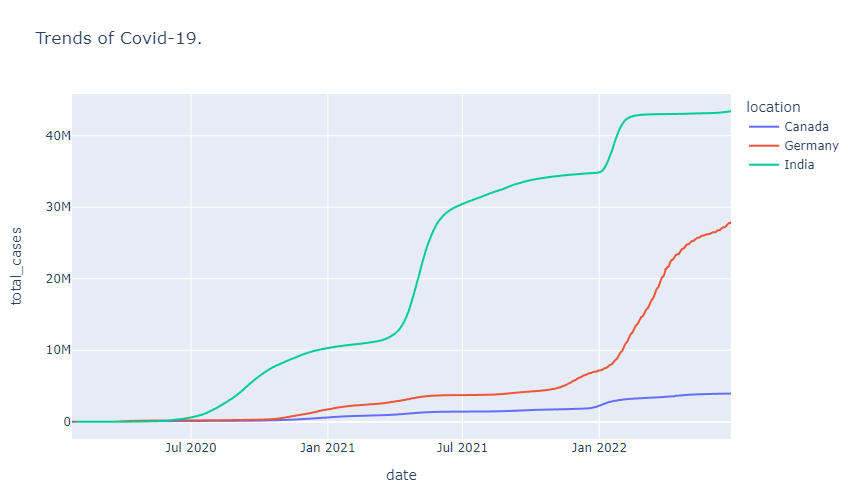 Trends of Covid-19.
location
Canada
Germany
India
total_cases
40M
30M
20M
10M
0
Jul 2020
Jan 2021
Jul 2021
Jan 2022
date